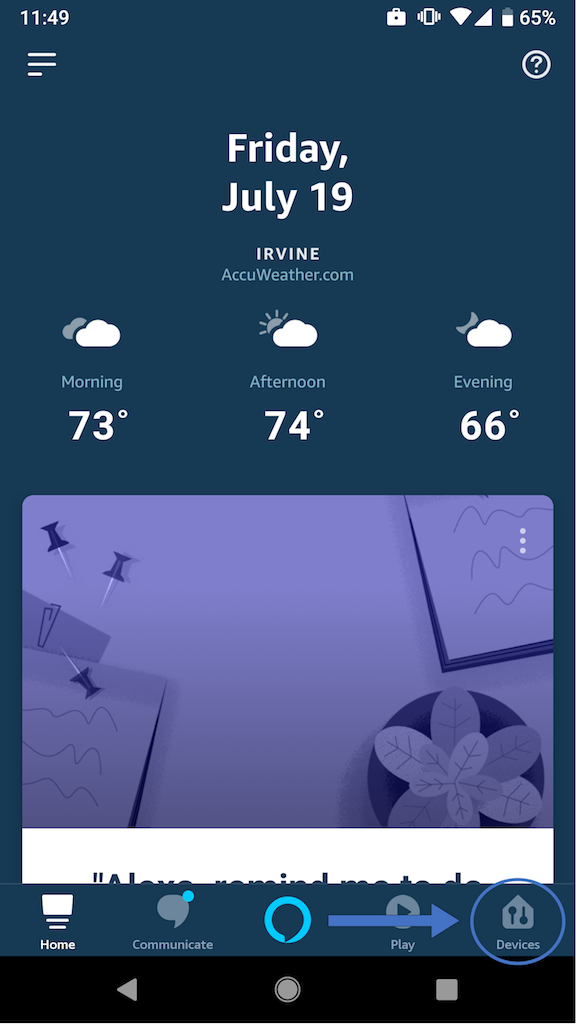 11:49
65%
Friday,
July 19
IRVINE
AccuWeather.com
Morning
Afternoon
Evening
73°
74°
66°
"Alexa, remind me to do
Home
Communicate
Play
Devices